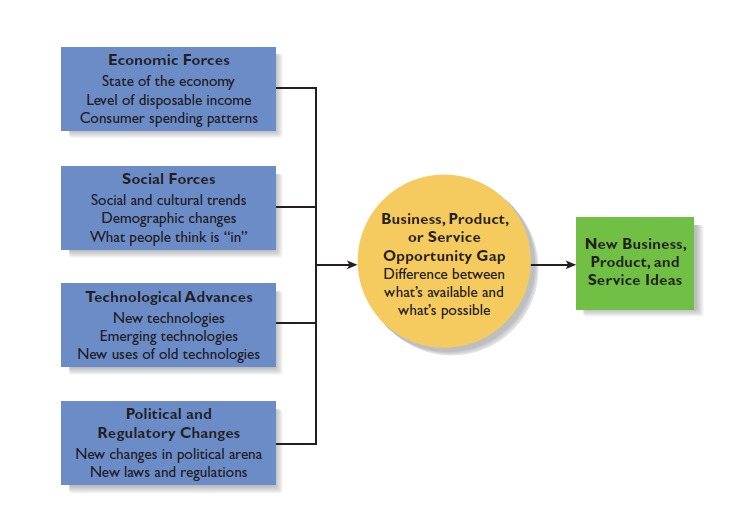 Economic Forces
State of the economy
Level of disposable income
Consumer spending patterns
Social Forces
Social and cultural trends
Demographic changes
What people think is “in”
Technological Advances
New technologies
Emerging technologies
New uses of old technologies
Political and
Regulatory Changes
New changes in political arena
New laws and regulations
Business, Product,
or Service
Opportunity Gap
Difference between
what’s available and
what’s possible
New Business,
Product, and
Service Ideas